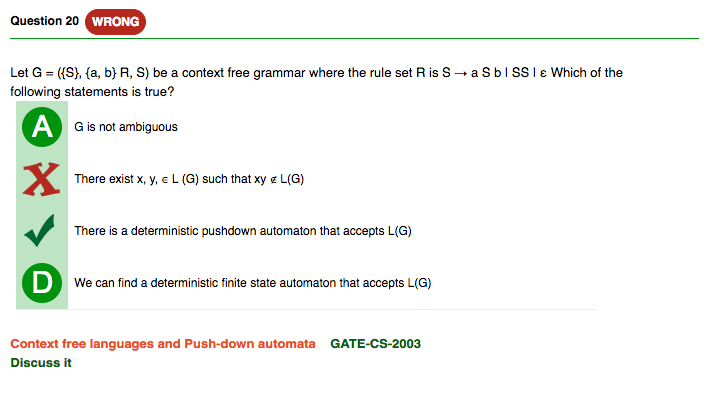 Question 20 WRONG
Let G = ({S}, {a, b} R, S) be a context free grammar where the rule set R is S → a S b | SS | ε Which of the
following statements is true?
A G is not ambiguous
X There exist x, y, ∈ L (G) such that xy ∉ L(G)
✓ There is a deterministic pushdown automaton that accepts L(G)
D We can find a deterministic finite state automaton that accepts L(G)
Context free languages and Push-down automata GATE-CS-2003
Discuss it